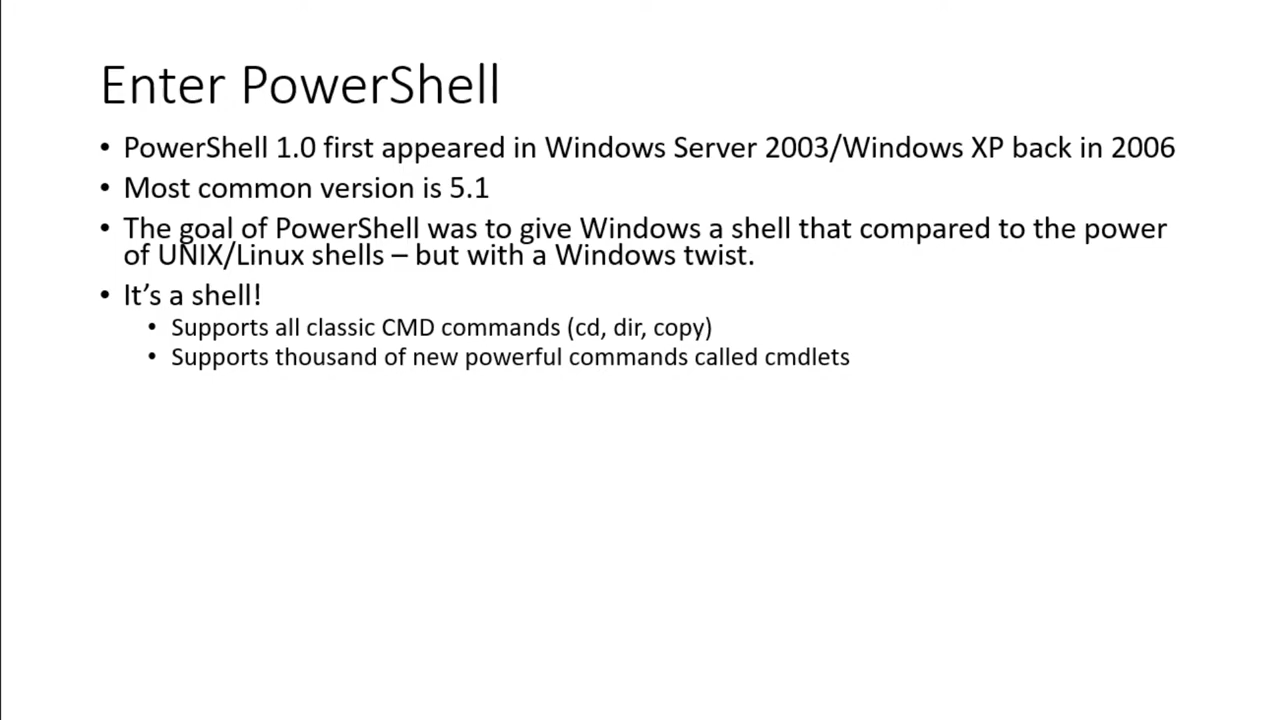 Enter PowerShell
• PowerShell 1.0 first appeared in Windows Server 2003/Windows XP back in 2006
• Most common version is 5.1
• The goal of PowerShell was to give Windows a shell that compared to the power
of UNIX/Linux shells – but with a Windows twist.
• It’s a shell!
• Supports all classic CMD commands (cd, dir, copy)
• Supports thousand of new powerful commands called cmdlets